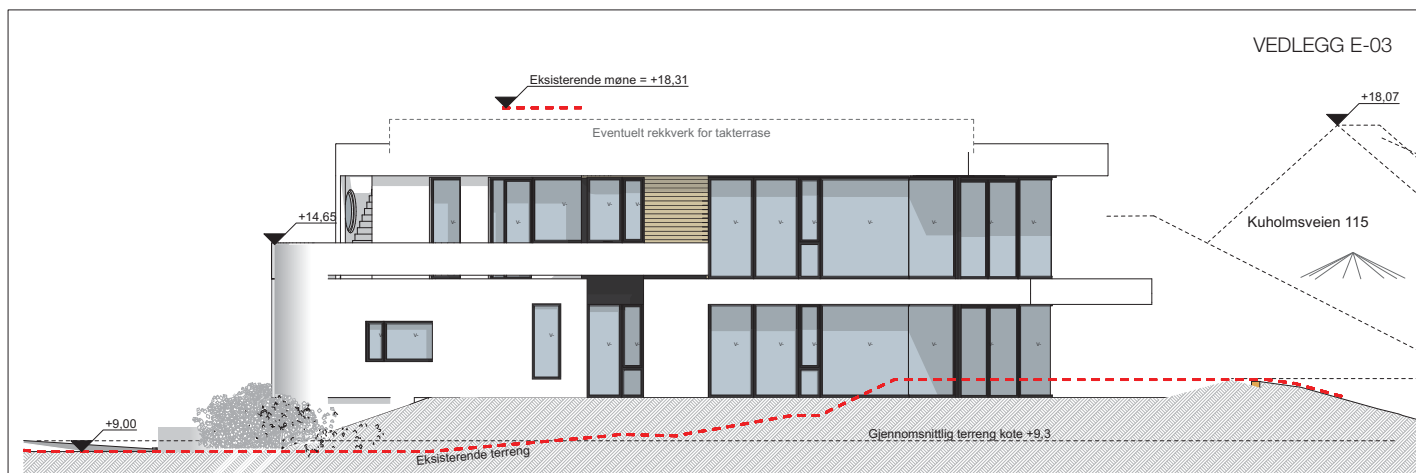 VEDLEGG E-03
Eksisterende møne = +18,31
+18,07
Eventuelt rekkverk for takterrase
+14,65
Kuholmsveien 115
+9,00
Gjennomsnittlig terreng kote +9,3
Eksisterende terreng